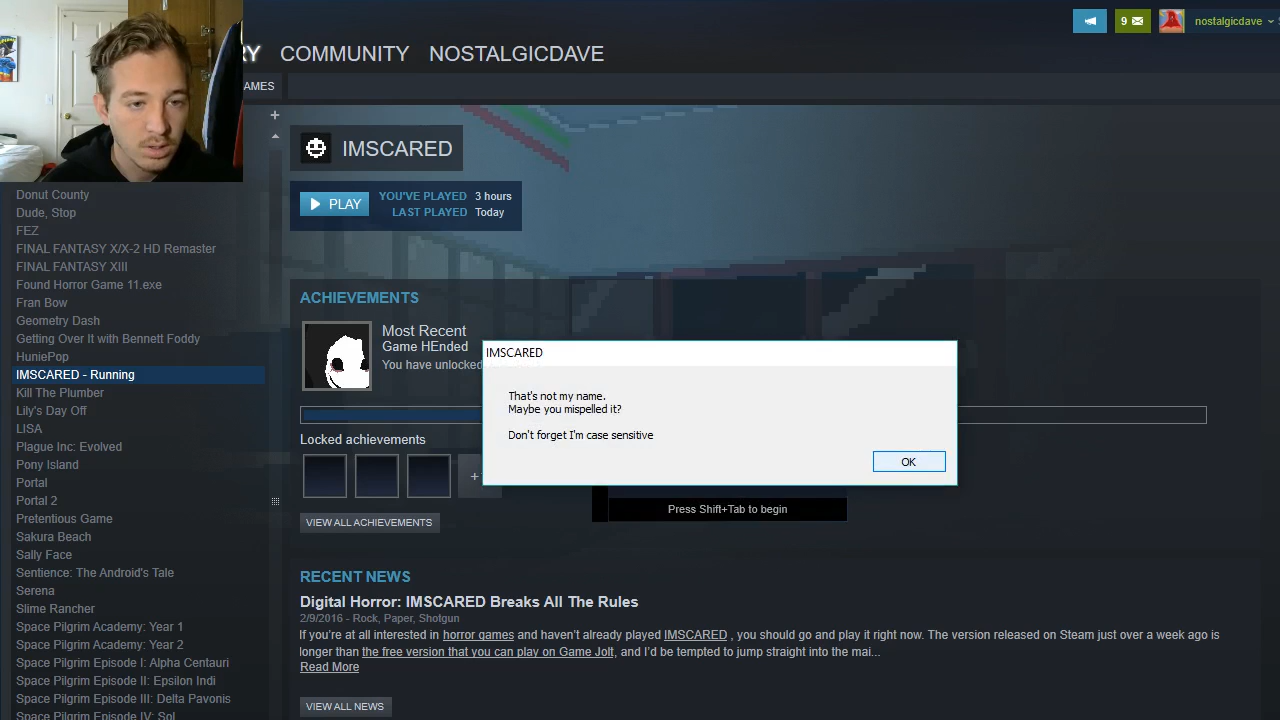 9
nostalgicdave
RY COMMUNITY NOSTALGICDAVE
AMES
+
IMSCARED
PLAY
YOU'VE PLAYED 3 hours
LAST PLAYED Today
Donut County
Dude, Stop
FEZ
FINAL FANTASY X/X-2 HD Remaster
FINAL FANTASY XIII
Found Horror Game 11.exe
Fran Bow
Geometry Dash
Getting Over It with Bennett Foddy
HuniePop
IMSCARED - Running
Kill The Plumber
Lily's Day Off
LISA
Plague Inc: Evolved
Pony Island
Portal
Portal 2
Pretentious Game
Sakura Beach
Sally Face
Sentience: The Android's Tale
Serena
Slime Rancher
Space Pilgrim Academy: Year 1
Space Pilgrim Academy: Year 2
Space Pilgrim Episode I: Alpha Centauri
Space Pilgrim Episode II: Epsilon Indi
Space Pilgrim Episode III: Delta Pavonis
Space Pilgrim Episode IV: Sol
ACHIEVEMENTS
Most Recent
Game HEnded
You have unlocked
IMSCARED
That's not my name.
Maybe you mispelled it?
Don't forget I'm case sensitive
OK
Locked achievements
+
Press Shift+Tab to begin
VIEW ALL ACHIEVEMENTS
RECENT NEWS
Digital Horror: IMSCARED Breaks All The Rules
2/9/2016 - Rock, Paper, Shotgun
If you're at all interested in horror games and haven't already played IMSCARED , you should go and play it right now. The version released on Steam just over a week ago is
longer than the free version that you can play on Game Jolt, and I'd be tempted to jump straight into the mai...
Read More
VIEW ALL NEWS